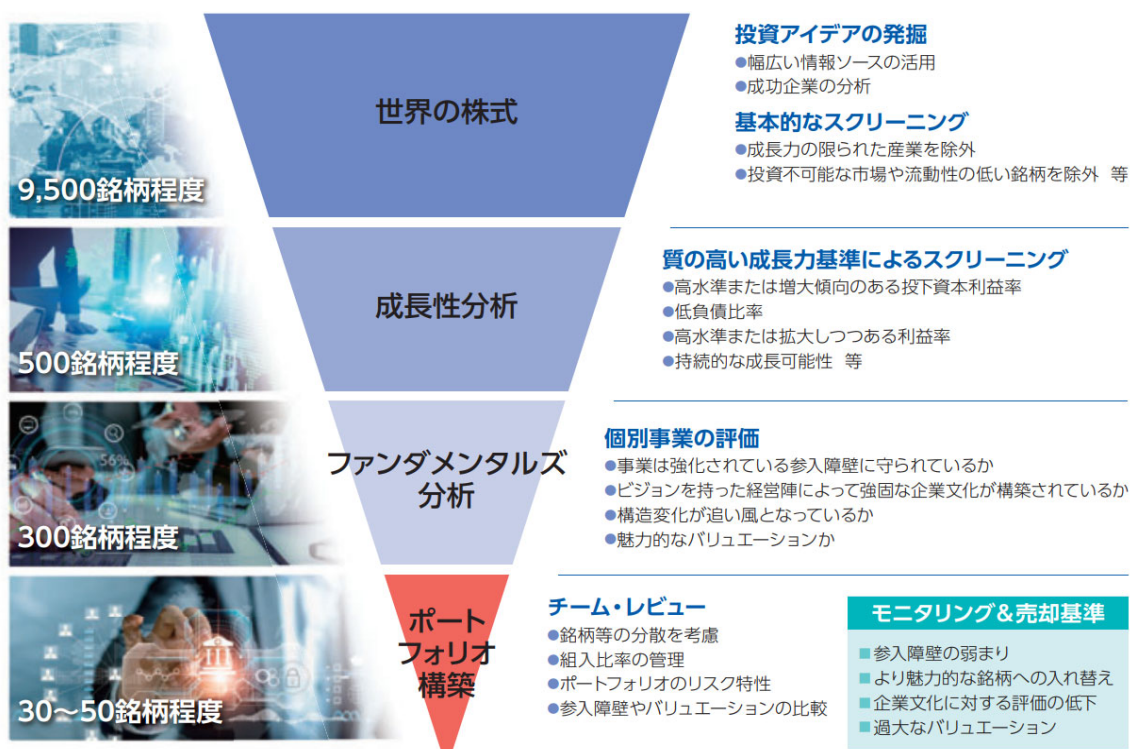 世界の株式
9,500銘柄程度
投資アイデアの発掘
●幅広い情報ソースの活用
●成功企業の分析
基本的なスクリーニング
●成長力の限られた産業を除外
●投資不可能な市場や流動性の低い銘柄を除外 等
成長性分析
500銘柄程度
質の高い成長力基準によるスクリーニング
●高水準または増大傾向のある投下資本利益率
●低負債比率
●高水準または拡大しつつある利益率
●持続的な成長可能性 等
ファンダメンタルズ
分析
56%
300銘柄程度
個別事業の評価
●事業は強化されている参入障壁に守られているか
●ビジョンを持った経営陣によって強固な企業文化が構築されているか
●構造変化が追い風となっているか
●魅力的なバリュエーションか
ポート
フォリオ
構築
30～50銘柄程度
チーム・レビュー
●銘柄等の分散を考慮
●組入比率の管理
●ポートフォリオのリスク特性
●参入障壁やバリュエーションの比較
モニタリング＆売却基準
■参入障壁の弱まり
■より魅力的な銘柄への入れ替え
■企業文化に対する評価の低下
■過大なバリュエーション